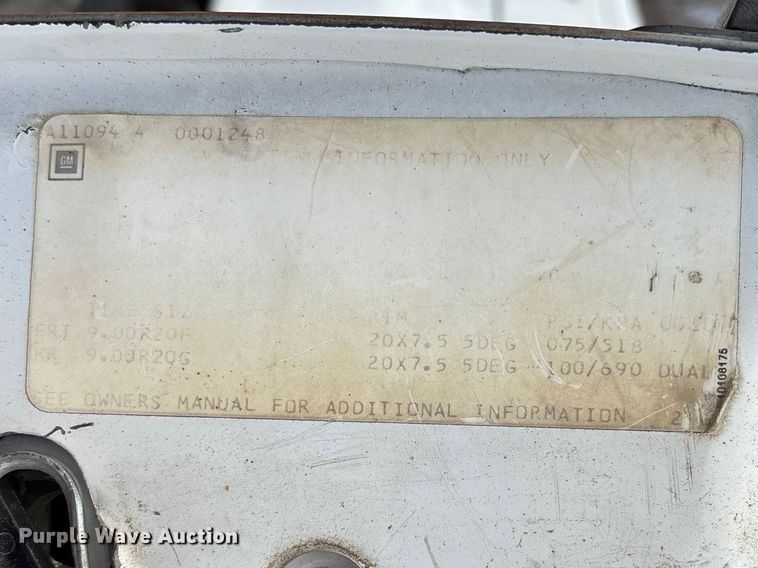 A11094 4 0001248
GM
INFORMATION ONLY
RIM PSI/KPA
FRT 9.00R20F 20X7.5 5DEG 075/518
RR 9.00R20G 20X7.5 5DEG 100/690 DUAL
SEE OWNERS MANUAL FOR ADDITIONAL INFORMATION
10108175
Purple Wave Auction